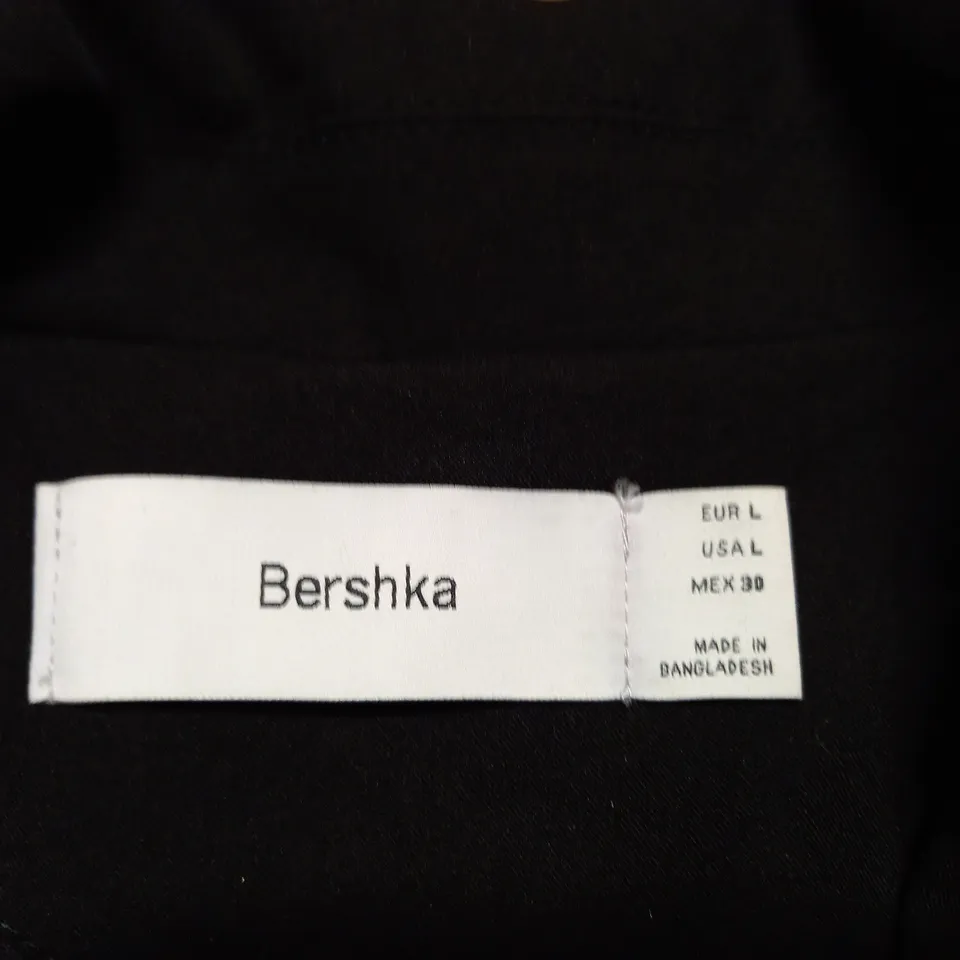 Bershka
EUR L
USA L
MEX 30
MADE IN
BANGLADESH